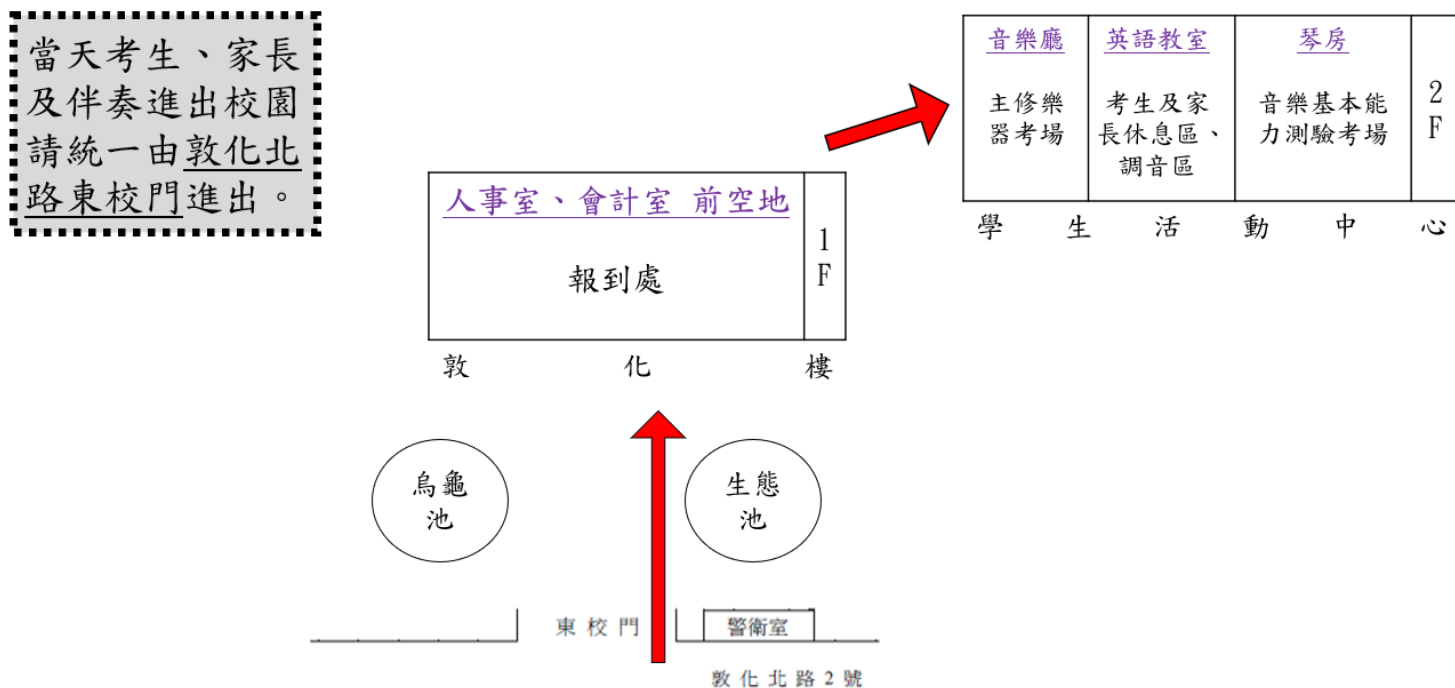 當天考生、家長
及伴奏進出校園
請統一由敦化北
路東校門進出。
音樂廳
主修樂
器考場
英語教室
考生及家
長休息區、
調音區
琴房
音樂基本能
力測驗考場
2F
學生活動中心
人事室、會計室 前空地
報到處
1F
敦化樓
烏龜
池
生態
池
東校門
警衛室
敦化北路2號